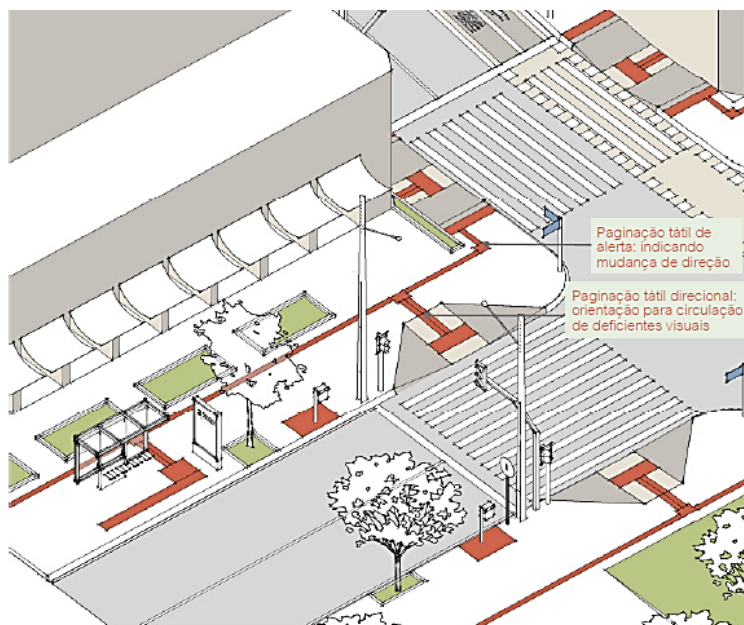 Paginação tátil de
alerta: indicando
mudança de direção
Paginação tátil direcional:
orientação para circulação
de deficientes visuais